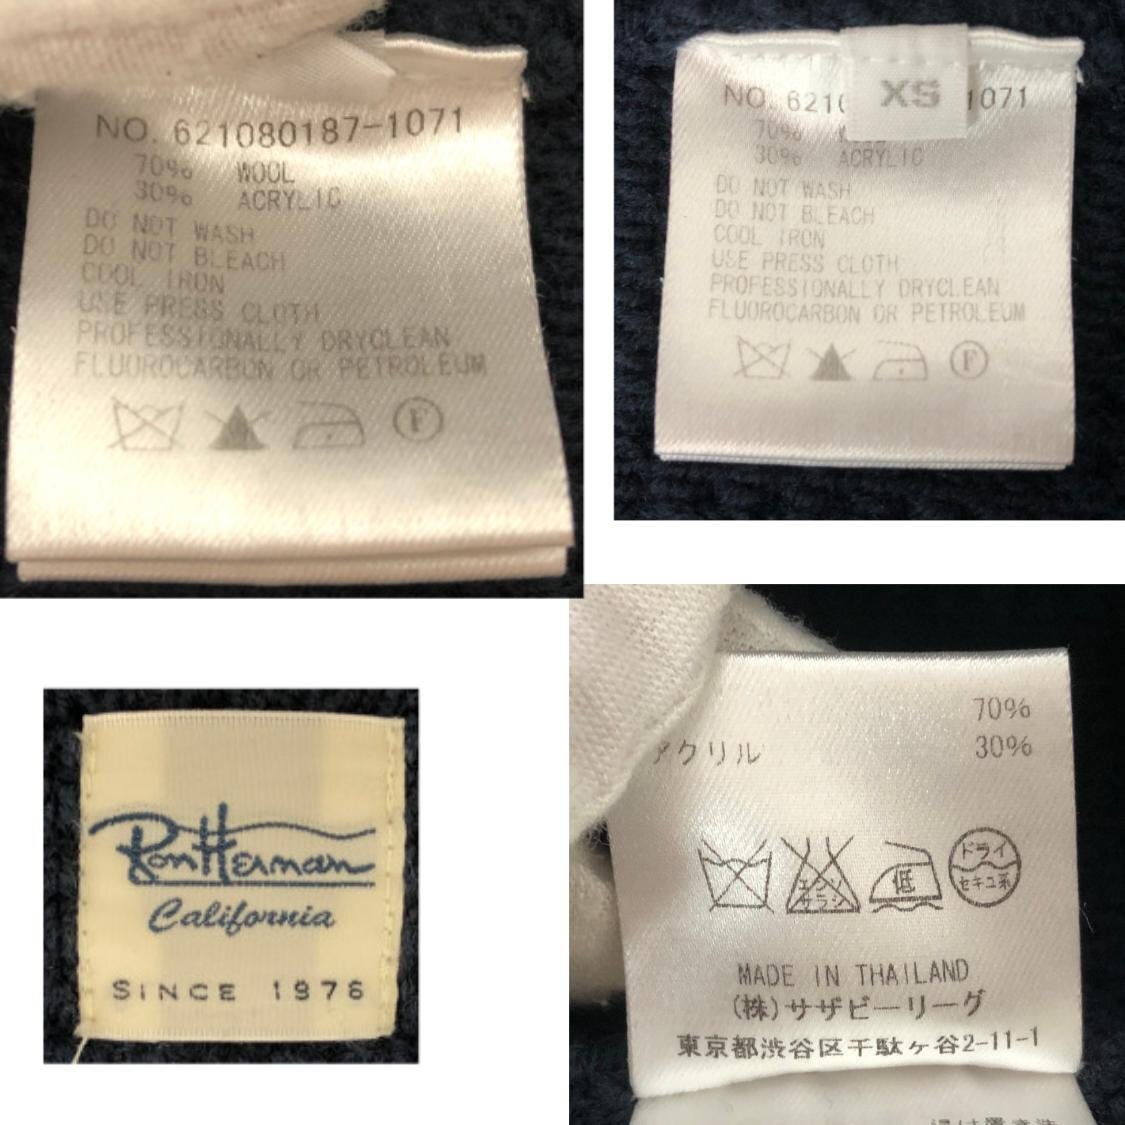 NO. 621080187-1071
70% WOOL
30% ACRYLIC
DO NOT WASH
DO NOT BLEACH
COOL IRON
USE PRESS CLOTH
PROFESSIONALLY DRYCLEAN
FLUOROCARBON OR PETROLEUM
F
XS
NO. 621 1071
70%
30% ACRYLIC
DO NOT WASH
DO NOT BLEACH
COOL IRON
USE PRESS CLOTH
PROFESSIONALLY DRYCLEAN
FLUOROCARBON OR PETROLEUM
F
Ron Herman
California
SINCE 1976
70%
アクリル 30%
エンソ サラシ 低 ドライ セキユ系
MADE IN THAILAND
(株)サザビーリーグ
東京都渋谷区千駄ヶ谷2-11-1